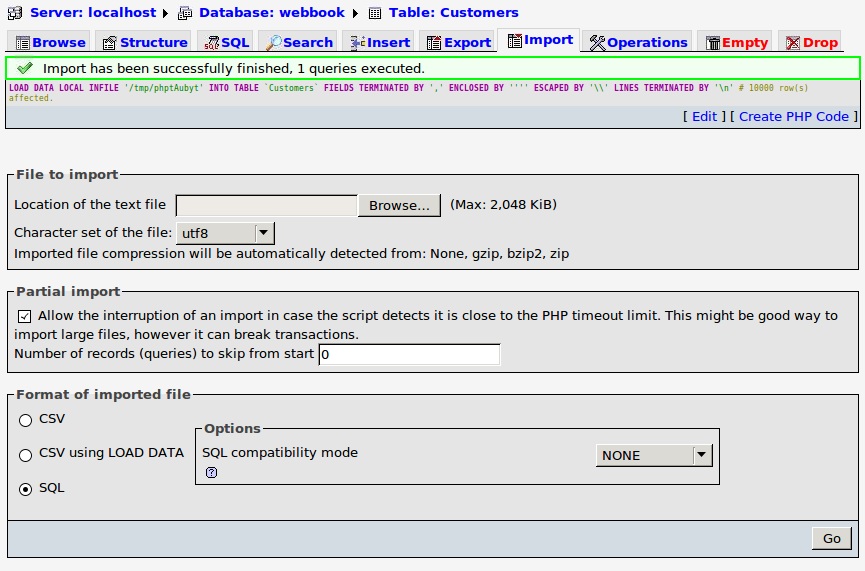 Server: localhost Database: webbook Table: Customers
Browse Structure SQL Search Insert Export Import Operations Empty Drop
Import has been successfully finished, 1 queries executed.
LOAD DATA LOCAL INFILE '/tmp/phptAubyt' INTO TABLE `Customers` FIELDS TERMINATED BY ',' ENCLOSED BY '''' ESCAPED BY '\\' LINES TERMINATED BY '\n' # 10000 row(s)
affected.
[ Edit ] [ Create PHP Code ]
File to import
Location of the text file Browse... (Max: 2,048 KiB)
Character set of the file: utf8
Imported file compression will be automatically detected from: None, gzip, bzip2, zip
Partial import
Allow the interruption of an import in case the script detects it is close to the PHP timeout limit. This might be good way to
import large files, however it can break transactions.
Number of records (queries) to skip from start 0
Format of imported file
CSV
Options
CSV using LOAD DATA SQL compatibility mode NONE
?
SQL
Go